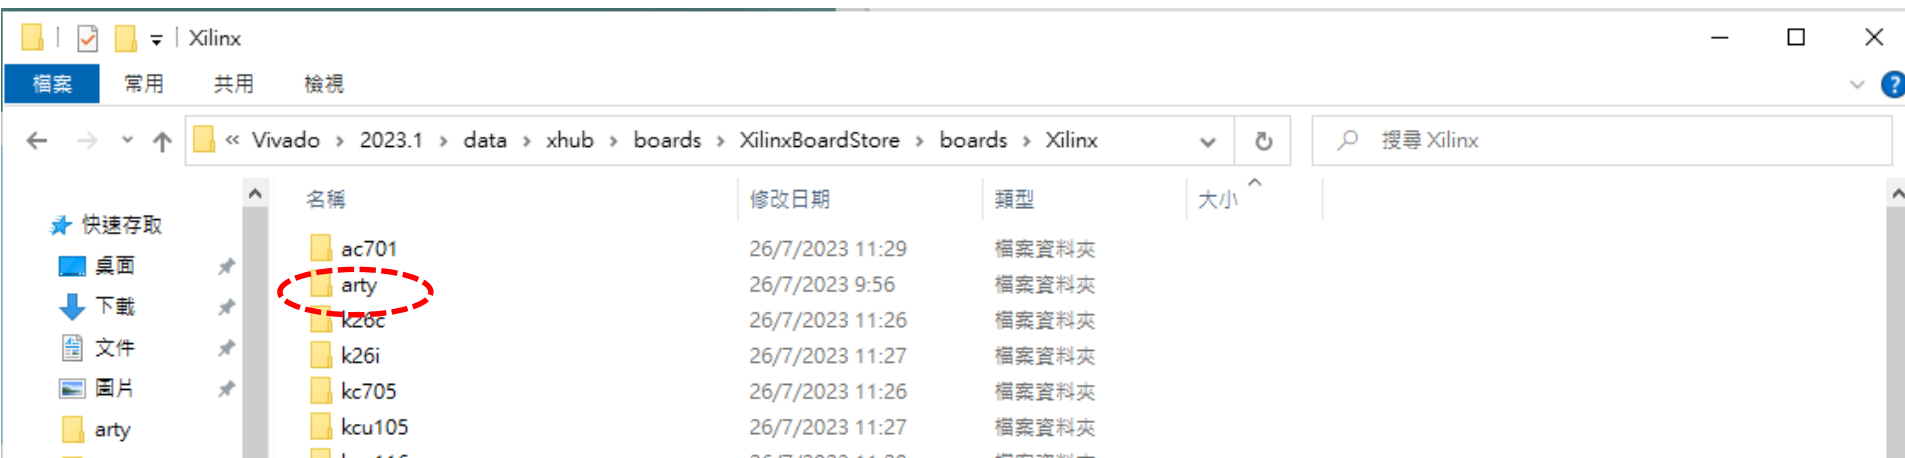 Xilinx
檔案 常用 共用 檢視
« Vivado › 2023.1 › data › xhub › boards › XilinxBoardStore › boards › Xilinx 搜尋 Xilinx
名稱 修改日期 類型 大小
快速存取
桌面
下載
文件
圖片
arty
ac701 26/7/2023 11:29 檔案資料夾
arty 26/7/2023 9:56 檔案資料夾
k26c 26/7/2023 11:26 檔案資料夾
k26i 26/7/2023 11:27 檔案資料夾
kc705 26/7/2023 11:26 檔案資料夾
kcu105 26/7/2023 11:27 檔案資料夾